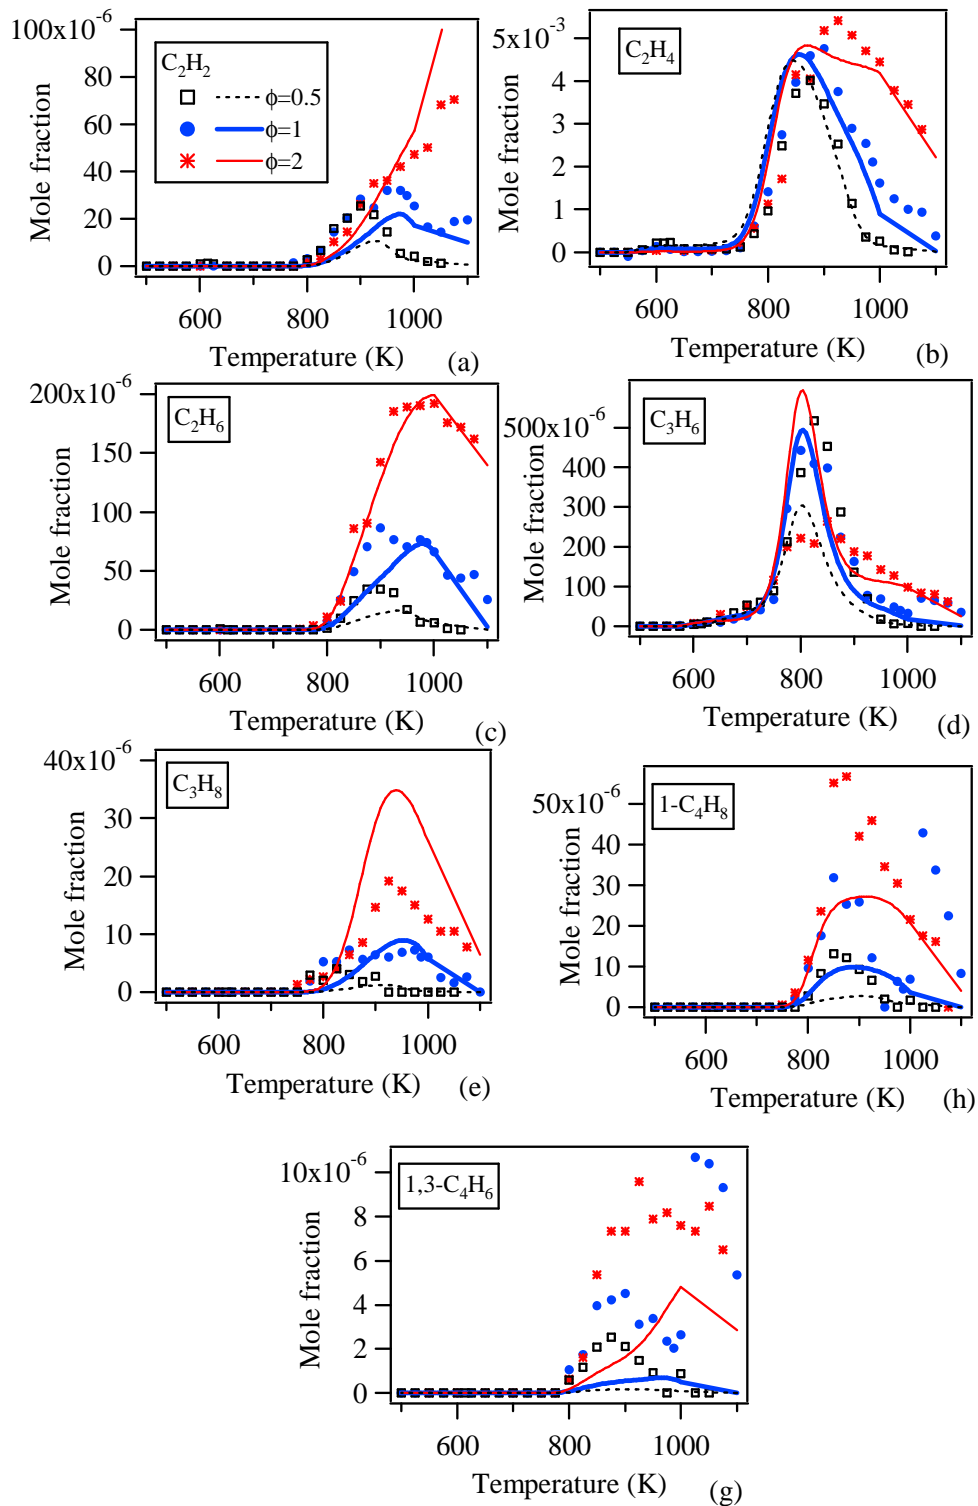 100x10⁻⁶
80
60
40
20
0
Mole fraction
C₂H₂
ϕ=0.5
ϕ=1
ϕ=2
600 800 1000
Temperature (K)
(a)
5x10⁻³
4
3
2
1
0
Mole fraction
C₂H₄
600 800 1000
Temperature (K)
(b)
200x10⁻⁶
150
100
50
0
Mole fraction
C₂H₆
600 800 1000
Temperature (K)
(c)
500x10⁻⁶
400
300
200
100
0
Mole fraction
C₃H₆
600 800 1000
Temperature (K)
(d)
40x10⁻⁶
30
20
10
0
Mole fraction
C₃H₈
600 800 1000
Temperature (K)
(e)
50x10⁻⁶
40
30
20
10
0
Mole fraction
1-C₄H₈
600 800 1000
Temperature (K)
(h)
10x10⁻⁶
8
6
4
2
0
Mole fraction
1,3-C₄H₆
600 800 1000
Temperature (K)
(g)